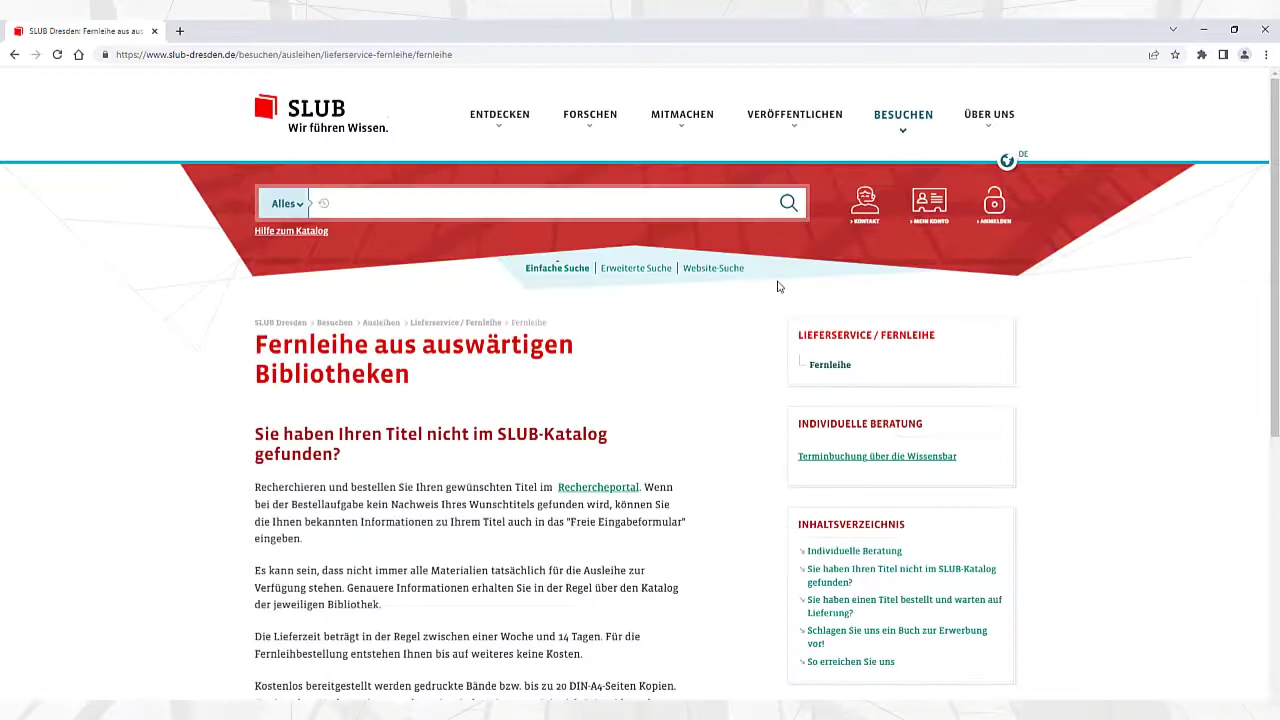 SLUB Dresden: Fernleihe aus aus
https://www.slub-dresden.de/besuchen/ausleihen/lieferservice-fernleihe/fernleihe
SLUB
Wir führen Wissen.
ENTDECKEN
FORSCHEN
MITMACHEN
VERÖFFENTLICHEN
BESUCHEN
ÜBER UNS
DE
Alles
Hilfe zum Katalog
› KONTAKT
› MEIN KONTO
› ANMELDEN
Einfache Suche | Erweiterte Suche | Website-Suche
SLUB Dresden > Besuchen > Ausleihen > Lieferservice / Fernleihe > Fernleihe
Fernleihe aus auswärtigen
Bibliotheken
Sie haben Ihren Titel nicht im SLUB-Katalog
gefunden?
Recherchieren und bestellen Sie Ihren gewünschten Titel im Rechercheportal. Wenn
bei der Bestellaufgabe kein Nachweis Ihres Wunschtitels gefunden wird, können Sie
die Ihnen bekannten Informationen zu Ihrem Titel auch in das "Freie Eingabeformular"
eingeben.
Es kann sein, dass nicht immer alle Materialien tatsächlich für die Ausleihe zur
Verfügung stehen. Genauere Informationen erhalten Sie in der Regel über den Katalog
der jeweiligen Bibliothek.
Die Lieferzeit beträgt in der Regel zwischen einer Woche und 14 Tagen. Für die
Fernleihbestellung entstehen Ihnen bis auf weiteres keine Kosten.
Kostenlos bereitgestellt werden gedruckte Bände bzw. bis zu 20 DIN-A4-Seiten Kopien.
LIEFERSERVICE / FERNLEIHE
Fernleihe
INDIVIDUELLE BERATUNG
Terminbuchung über die Wissensbar
INHALTSVERZEICHNIS
Individuelle Beratung
Sie haben Ihren Titel nicht im SLUB-Katalog
gefunden?
Sie haben einen Titel bestellt und warten auf
Lieferung?
Schlagen Sie uns ein Buch zur Erwerbung
vor!
So erreichen Sie uns